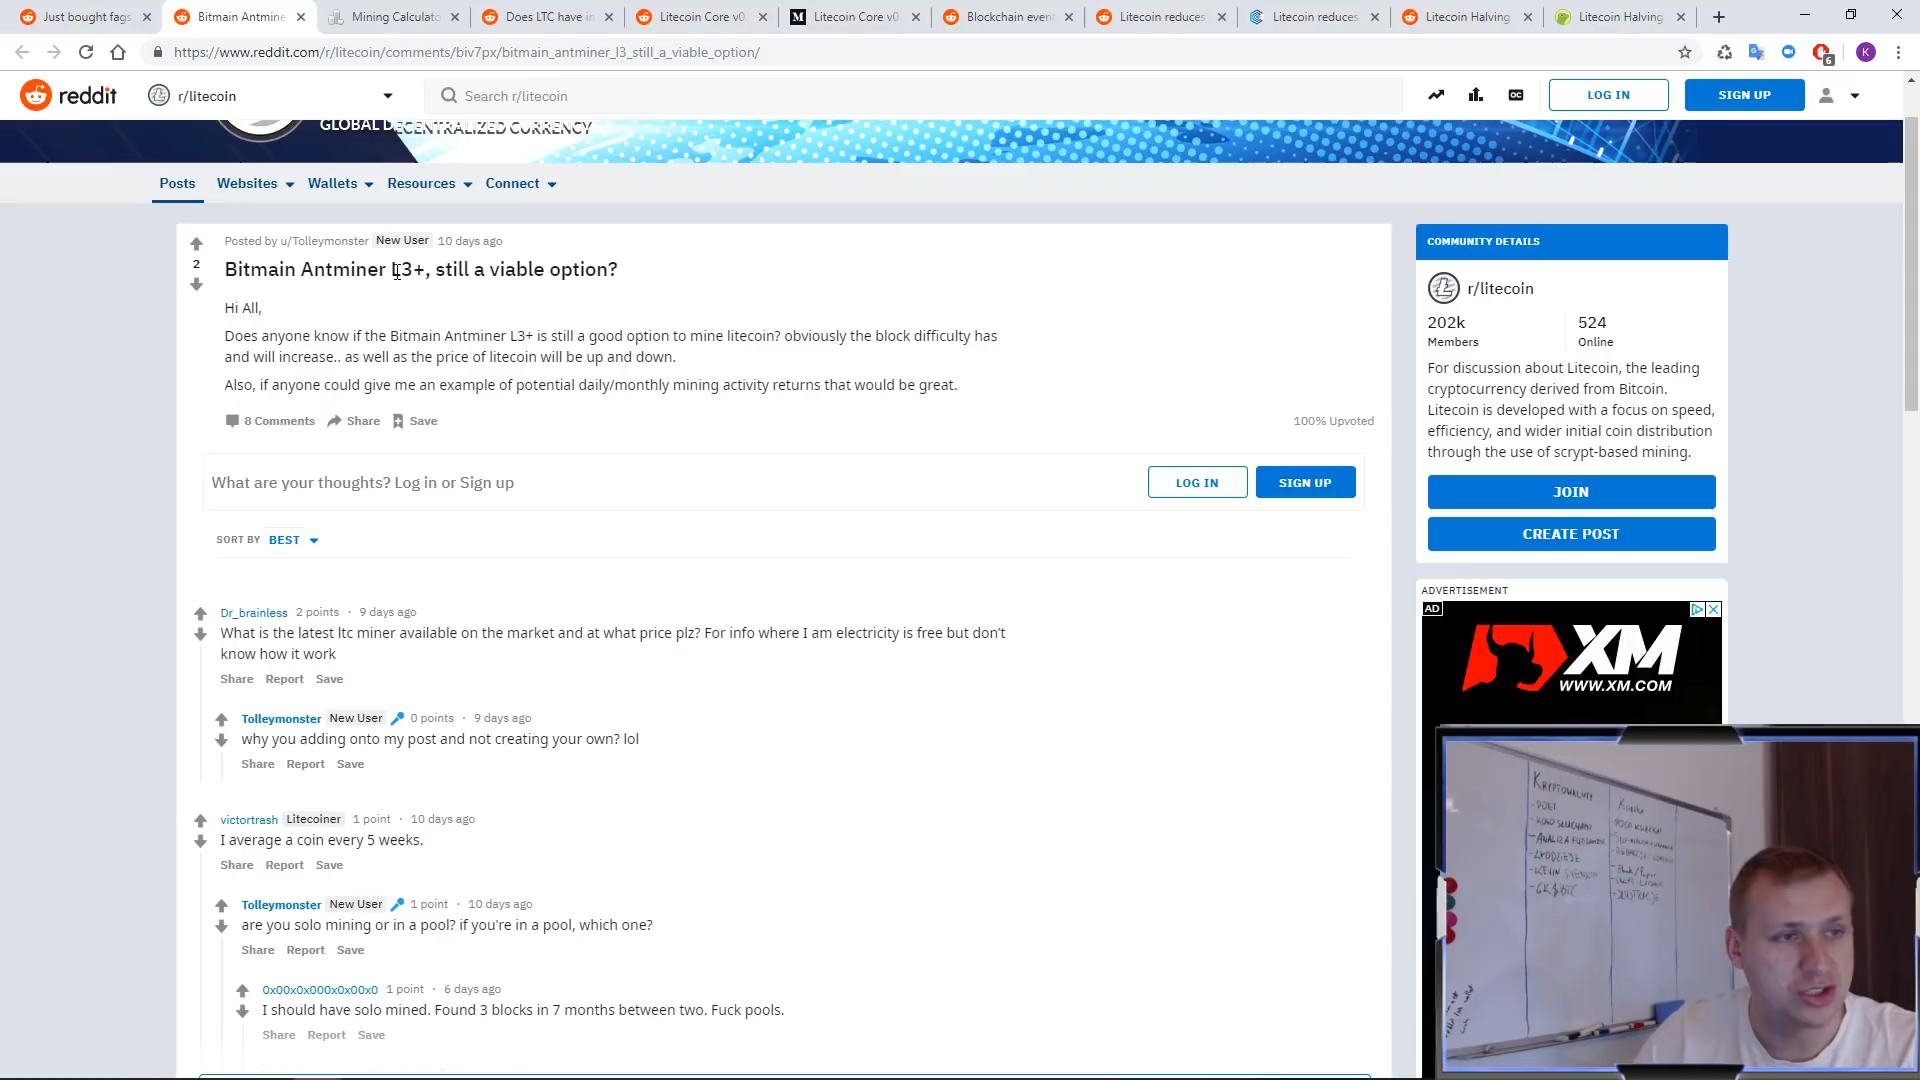 Just bought fags
Bitmain Antmine
Mining Calculato
Does LTC have in
Litecoin Core v0
Litecoin Core v0
Blockchain even
Litecoin reduces
Litecoin reduces
Litecoin Halving
Litecoin Halving
https://www.reddit.com/r/litecoin/comments/biv7px/bitmain_antminer_l3_still_a_viable_option/
6
K
reddit
r/litecoin
Search r/litecoin
OC
LOG IN
SIGN UP
GLOBAL DECENTRALIZED CURRENCY
Posts Websites Wallets Resources Connect
Posted by u/Tolleymonster New User 10 days ago
2
Bitmain Antminer L3+, still a viable option?
Hi All,
Does anyone know if the Bitmain Antminer L3+ is still a good option to mine litecoin? obviously the block difficulty has
and will increase.. as well as the price of litecoin will be up and down.
Also, if anyone could give me an example of potential daily/monthly mining activity returns that would be great.
8 Comments Share Save
100% Upvoted
What are your thoughts? Log in or Sign up
LOG IN
SIGN UP
SORT BY BEST
Dr_brainless 2 points · 9 days ago
What is the latest ltc miner available on the market and at what price plz? For info where I am electricity is free but don't
know how it work
Share Report Save
Tolleymonster New User 0 points · 9 days ago
why you adding onto my post and not creating your own? lol
Share Report Save
victortrash Litecoiner 1 point · 10 days ago
I average a coin every 5 weeks.
Share Report Save
Tolleymonster New User 1 point · 10 days ago
are you solo mining or in a pool? if you're in a pool, which one?
Share Report Save
0x00x0x000x0x00x0 1 point · 6 days ago
I should have solo mined. Found 3 blocks in 7 months between two. Fuck pools.
Share Report Save
COMMUNITY DETAILS
r/litecoin
202k
Members
524
Online
For discussion about Litecoin, the leading
cryptocurrency derived from Bitcoin.
Litecoin is developed with a focus on speed,
efficiency, and wider initial coin distribution
through the use of scrypt-based mining.
JOIN
CREATE POST
ADVERTISEMENT
AD
XM
WWW.XM.COM
KRYPTOWALUTY
- KOGO SŁUCHAM?
- ZŁODZIEJE